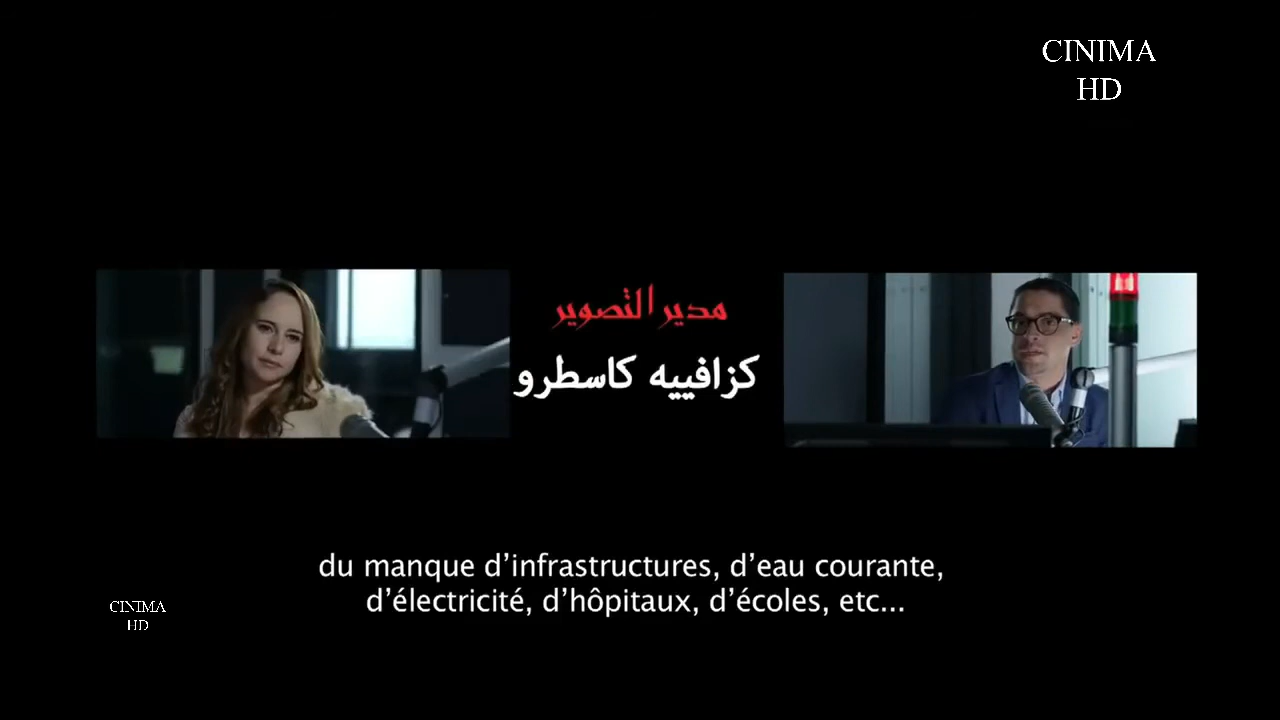 CINIMA
HD
مدير التصوير
كزافييه كاسطرو
du manque d’infrastructures, d’eau courante,
d’électricité, d’hôpitaux, d’écoles, etc...
CINIMA
HD